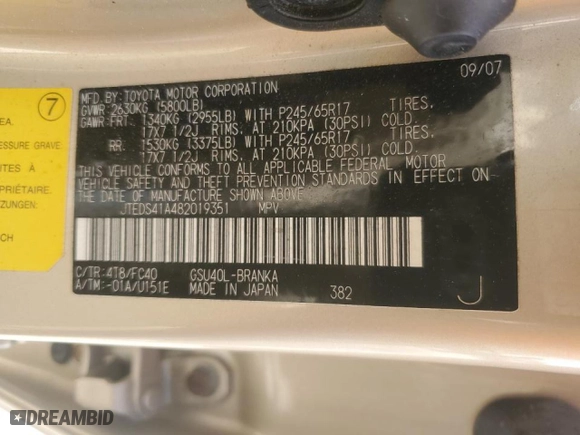 09/07
MFD.BY:TOYOTA MOTOR CORPORATION
GVWR 2630KG (5800LB)
GAWR FRT: 1340KG (2955LB) WITH P245/65R17 TIRES,
17X7 1/2J RIMS, AT 210KPA (30PSI) COLD.
RR: 1530KG (3375LB) WITH P245/65R17 TIRES,
17X7 1/2J RIMS, AT 210KPA (30PSI) COLD.
THIS VEHICLE CONFORMS TO ALL APPLICABLE FEDERAL MOTOR
VEHICLE SAFETY AND THEFT PREVENTION STANDARDS IN EFFECT ON
THE DATE OF MANUFACTURE SHOWN ABOVE.
JTEDS41A482019351 MPV
C/TR:4T8/FC40 GSU40L-BRANKA
A/TM:-01A/U151E MADE IN JAPAN 382
J
7
EA.
PRESSURE GRAVE.
ITES À
PRIÉTAIRE.
ZUNGEN.
CH
DREAMBID